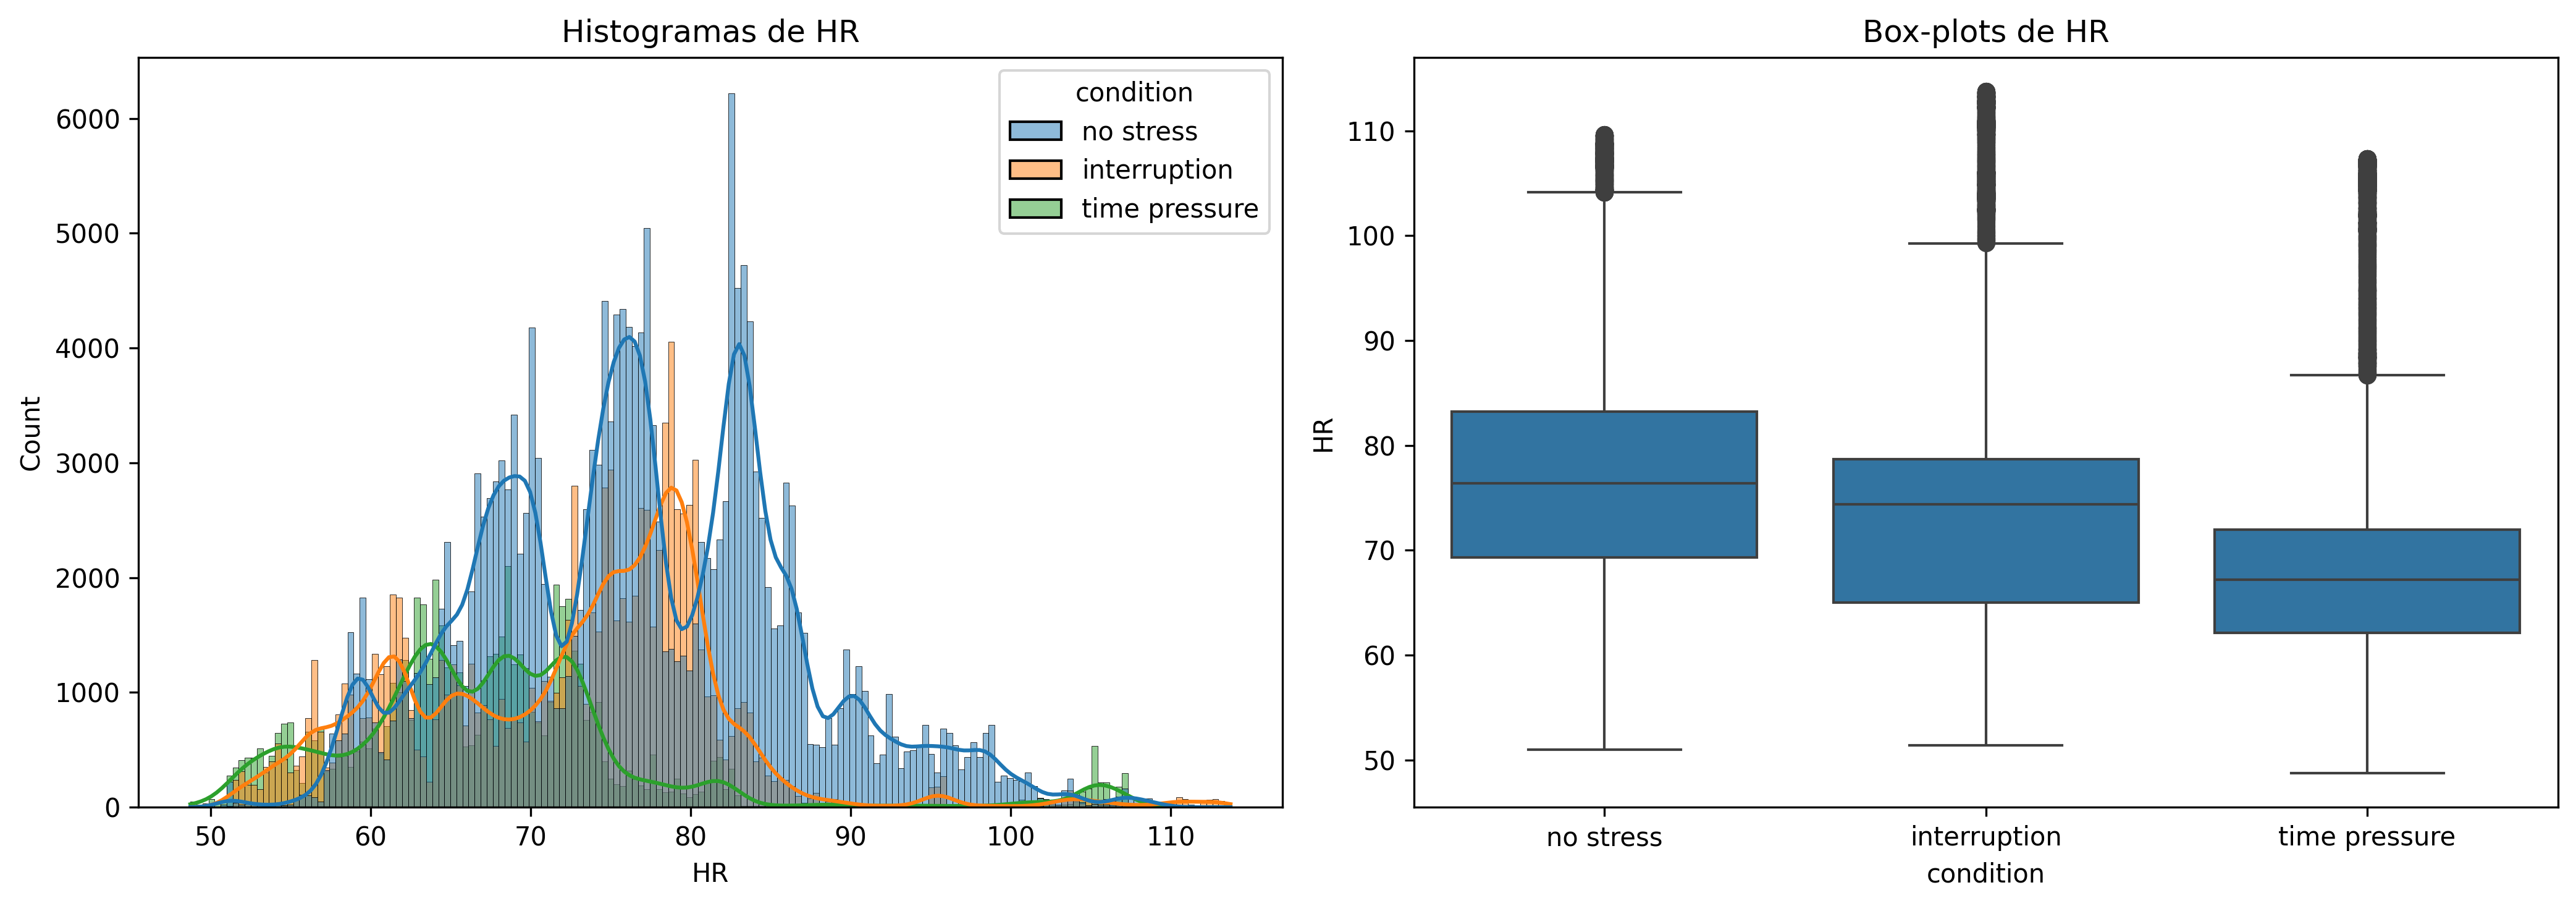 Histogramas de HR
condition
no stress
interruption
time pressure
6000
5000
4000
3000
2000
1000
0
Count
50 60 70 80 90 100 110
HR
Box-plots de HR
110
100
90
80
70
60
50
HR
no stress interruption time pressure
condition